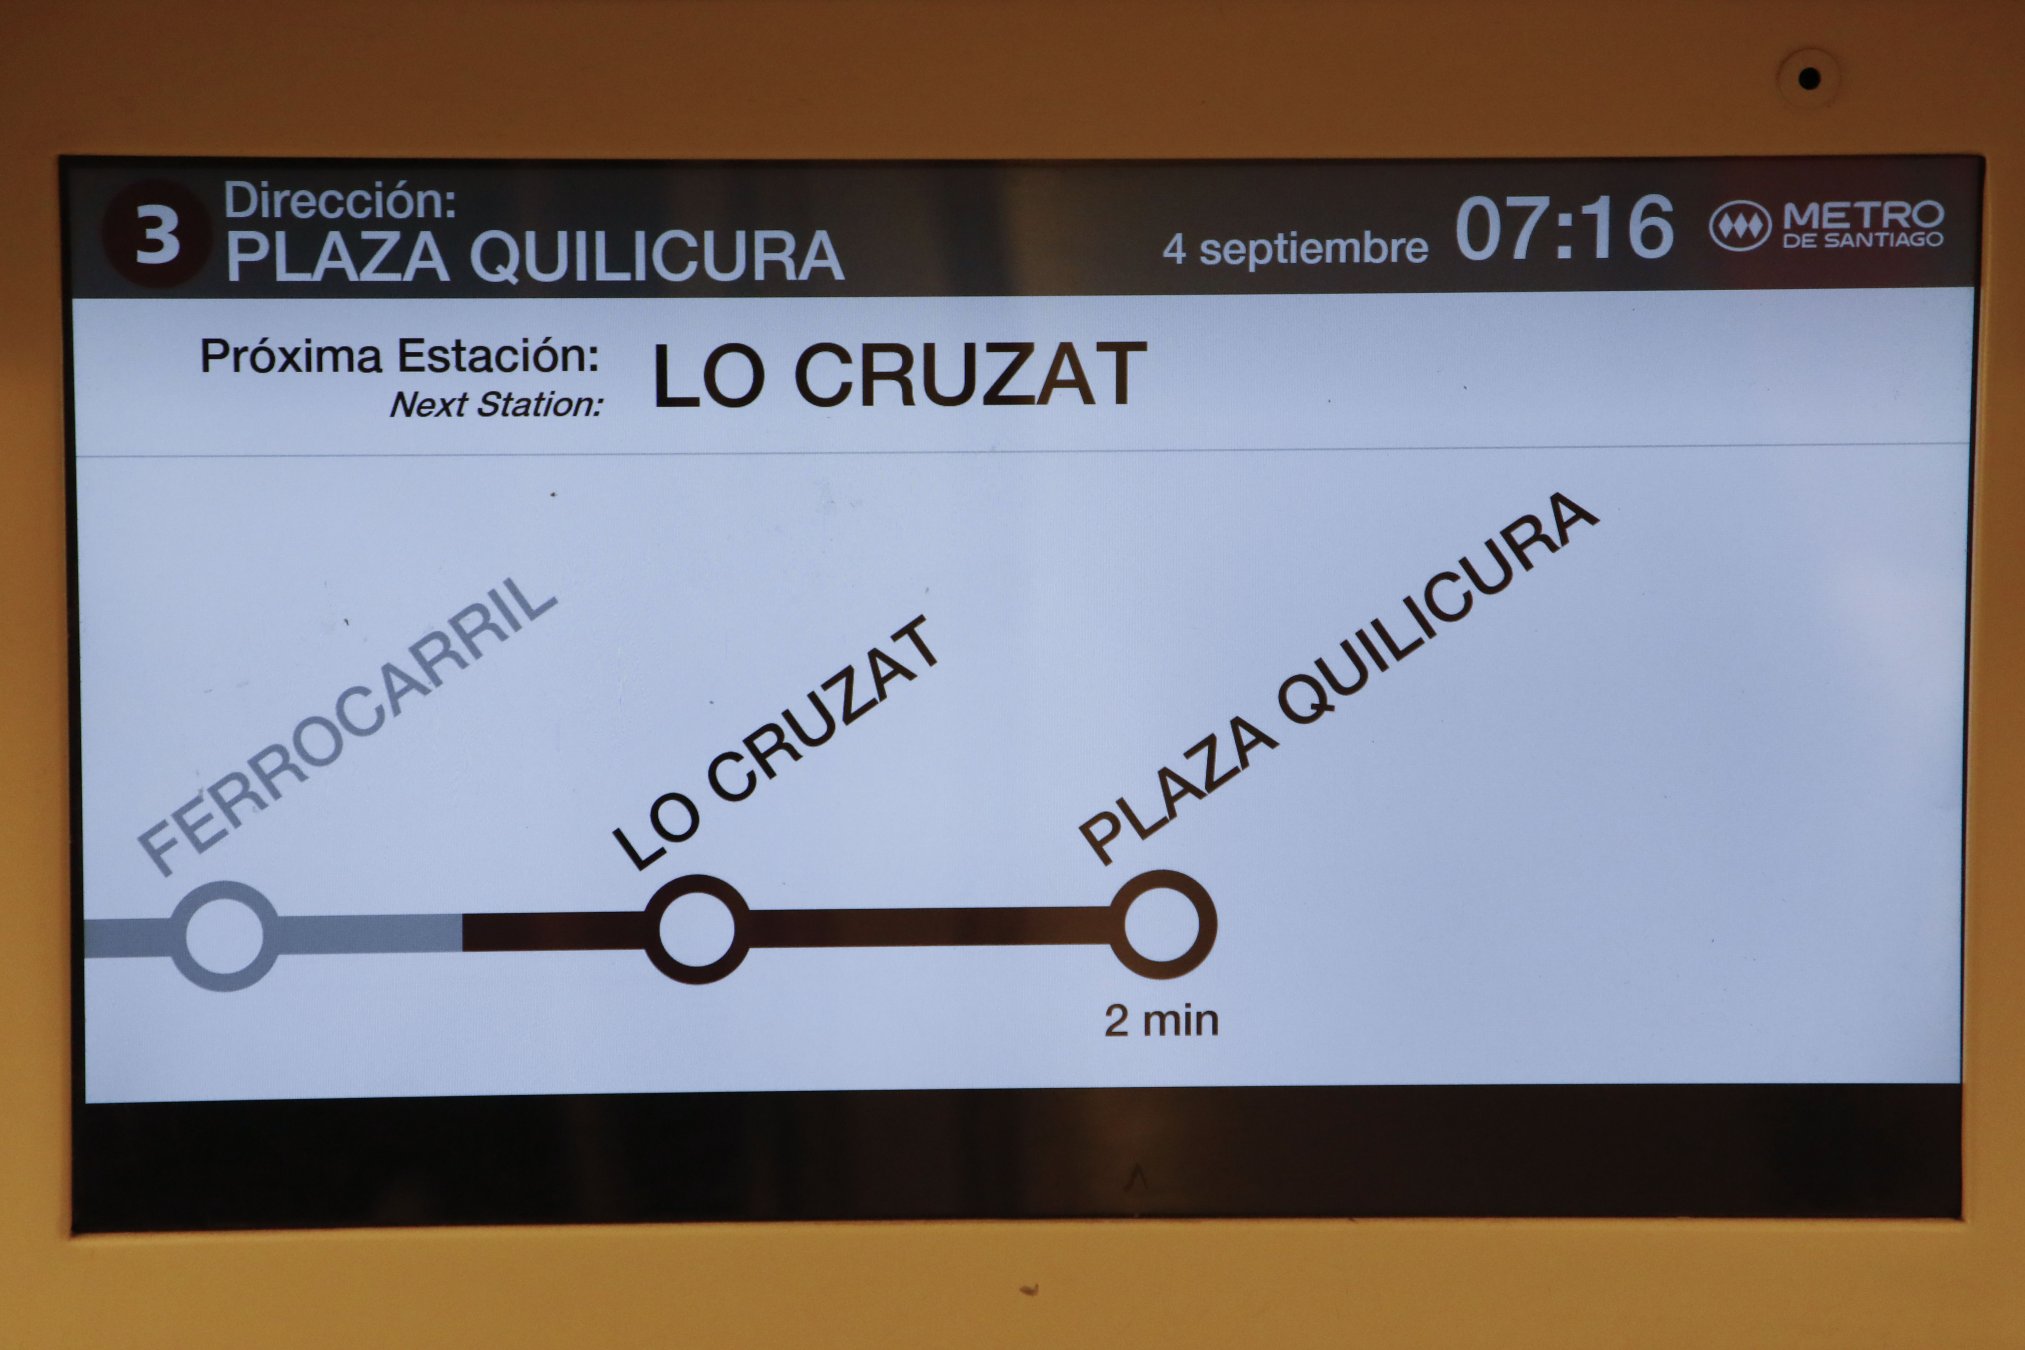 3
Dirección:
PLAZA QUILICURA
4 septiembre 07:16
METRO
DE SANTIAGO
Próxima Estación:
Next Station:
LO CRUZAT
FERROCARRIL
LO CRUZAT
PLAZA QUILICURA
2 min